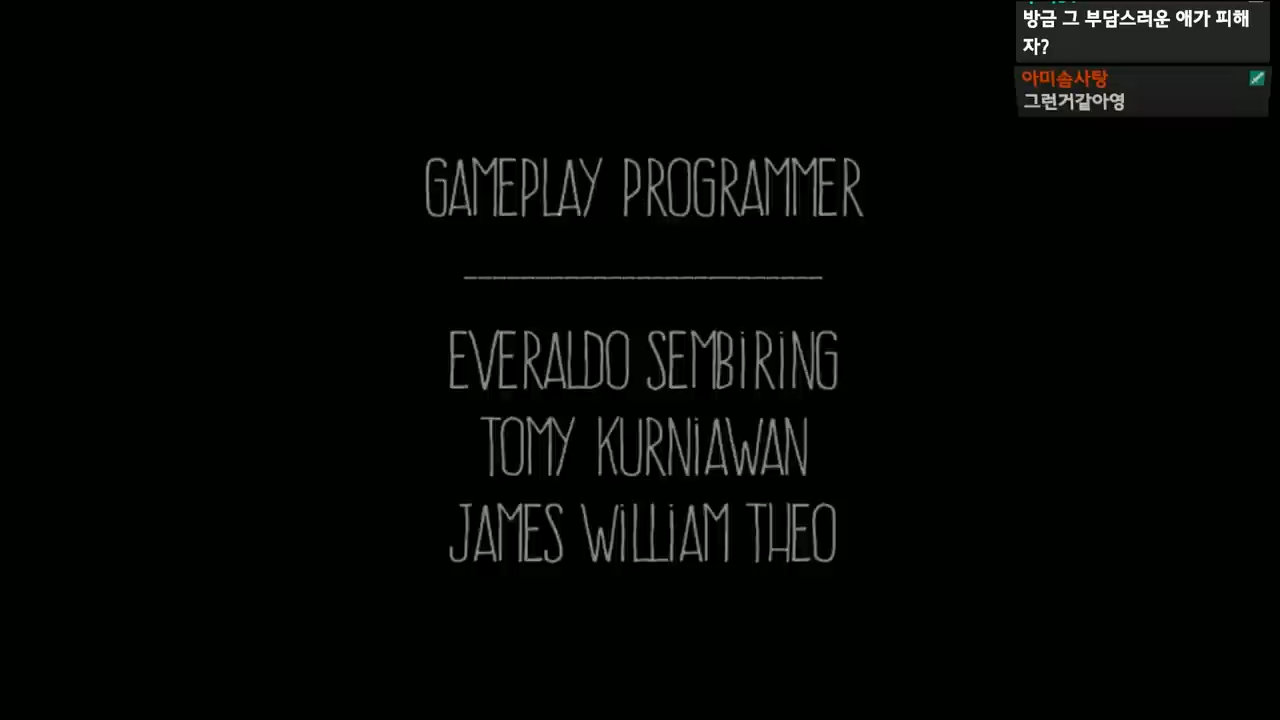 방금 그 부담스러운 애가 피해
자?
아미솜사탕
그런거같아영
GAMEPLAY PROGRAMMER
EVERALDO SEMBiRiNG
TOMY KURNiAWAN
JAMES WiLLiAM THEO